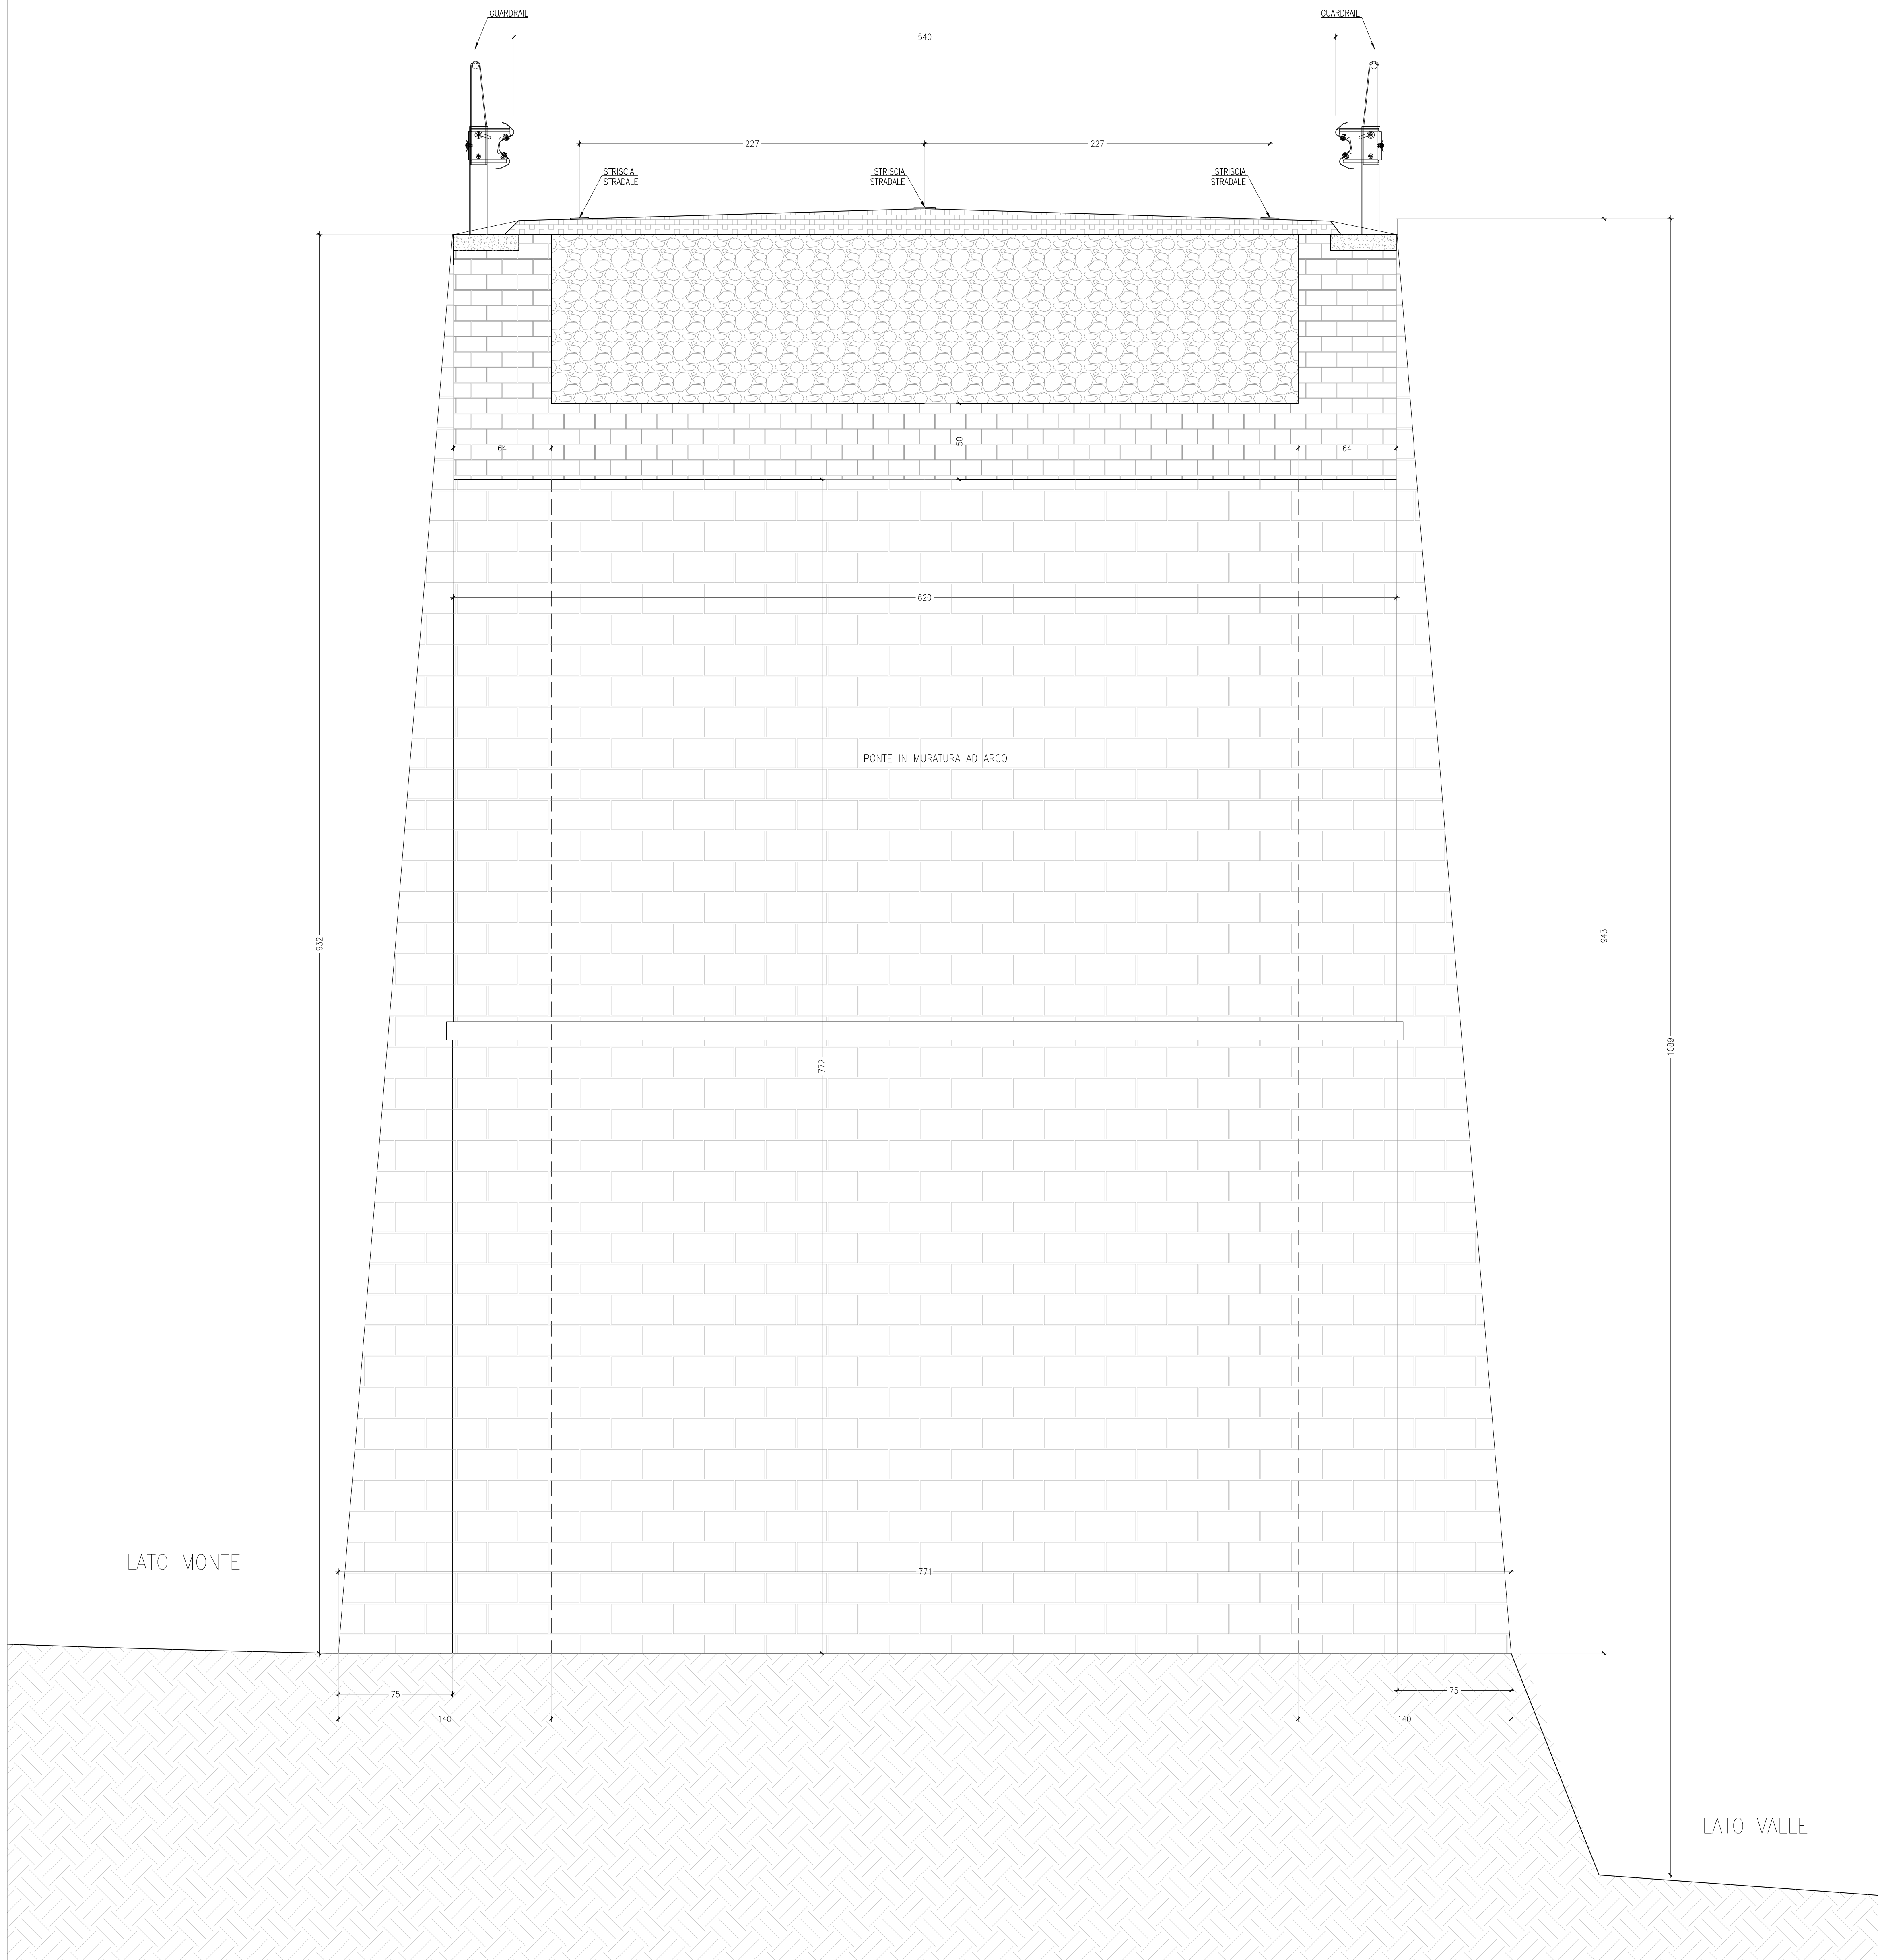 GUARDRAIL
GUARDRAIL
540
227
227
STRISCIA
STRADALE
STRISCIA
STRADALE
STRISCIA
STRADALE
64
50
64
620
PONTE IN MURATURA AD ARCO
932
943
1089
772
LATO MONTE
771
75
75
140
140
LATO VALLE